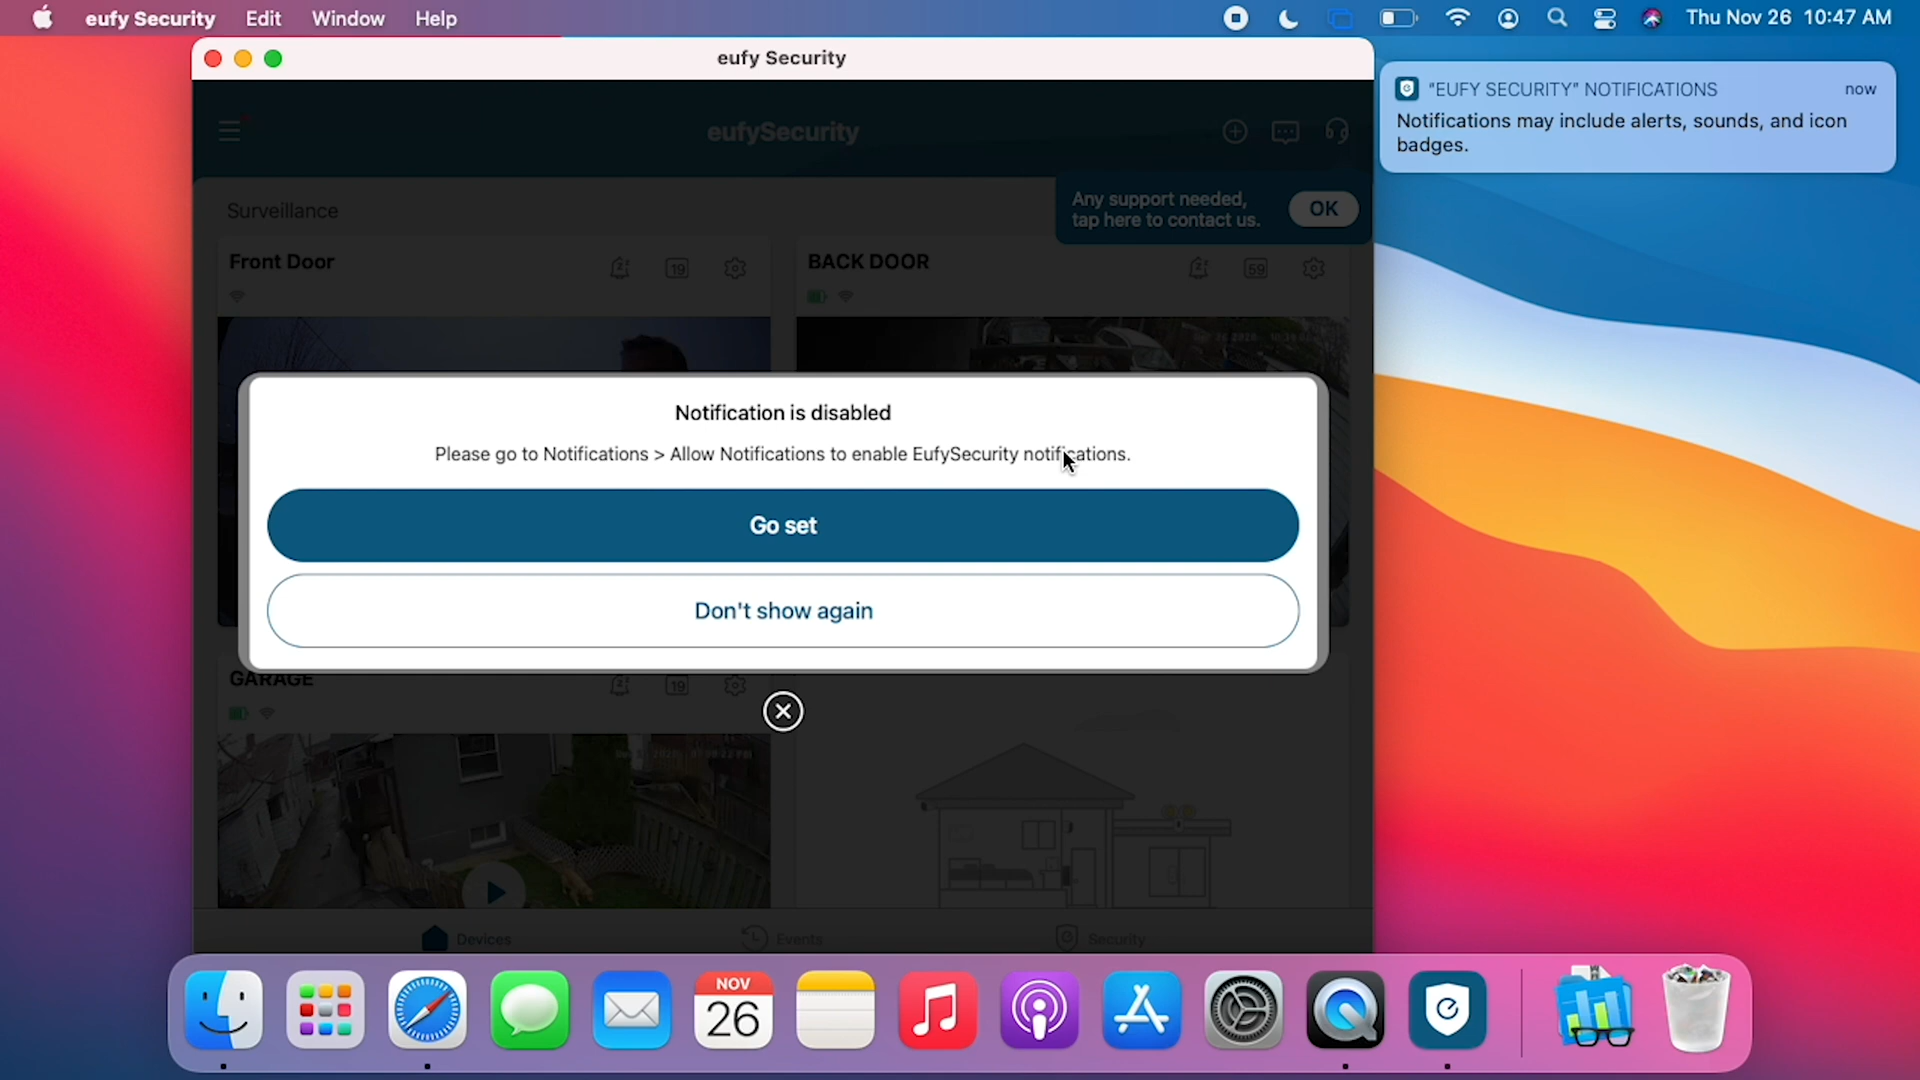 eufy Security Edit Window Help
Thu Nov 26 10:47 AM
eufy Security
"EUFY SECURITY" NOTIFICATIONS now
Notifications may include alerts, sounds, and icon
badges.
eufySecurity
Any support needed,
tap here to contact us.
OK
Surveillance
Front Door
19
BACK DOOR
59
Notification is disabled
Please go to Notifications > Allow Notifications to enable EufySecurity notifications.
Go set
Don't show again
GARAGE
19
Devices
Events
Security
NOV
26